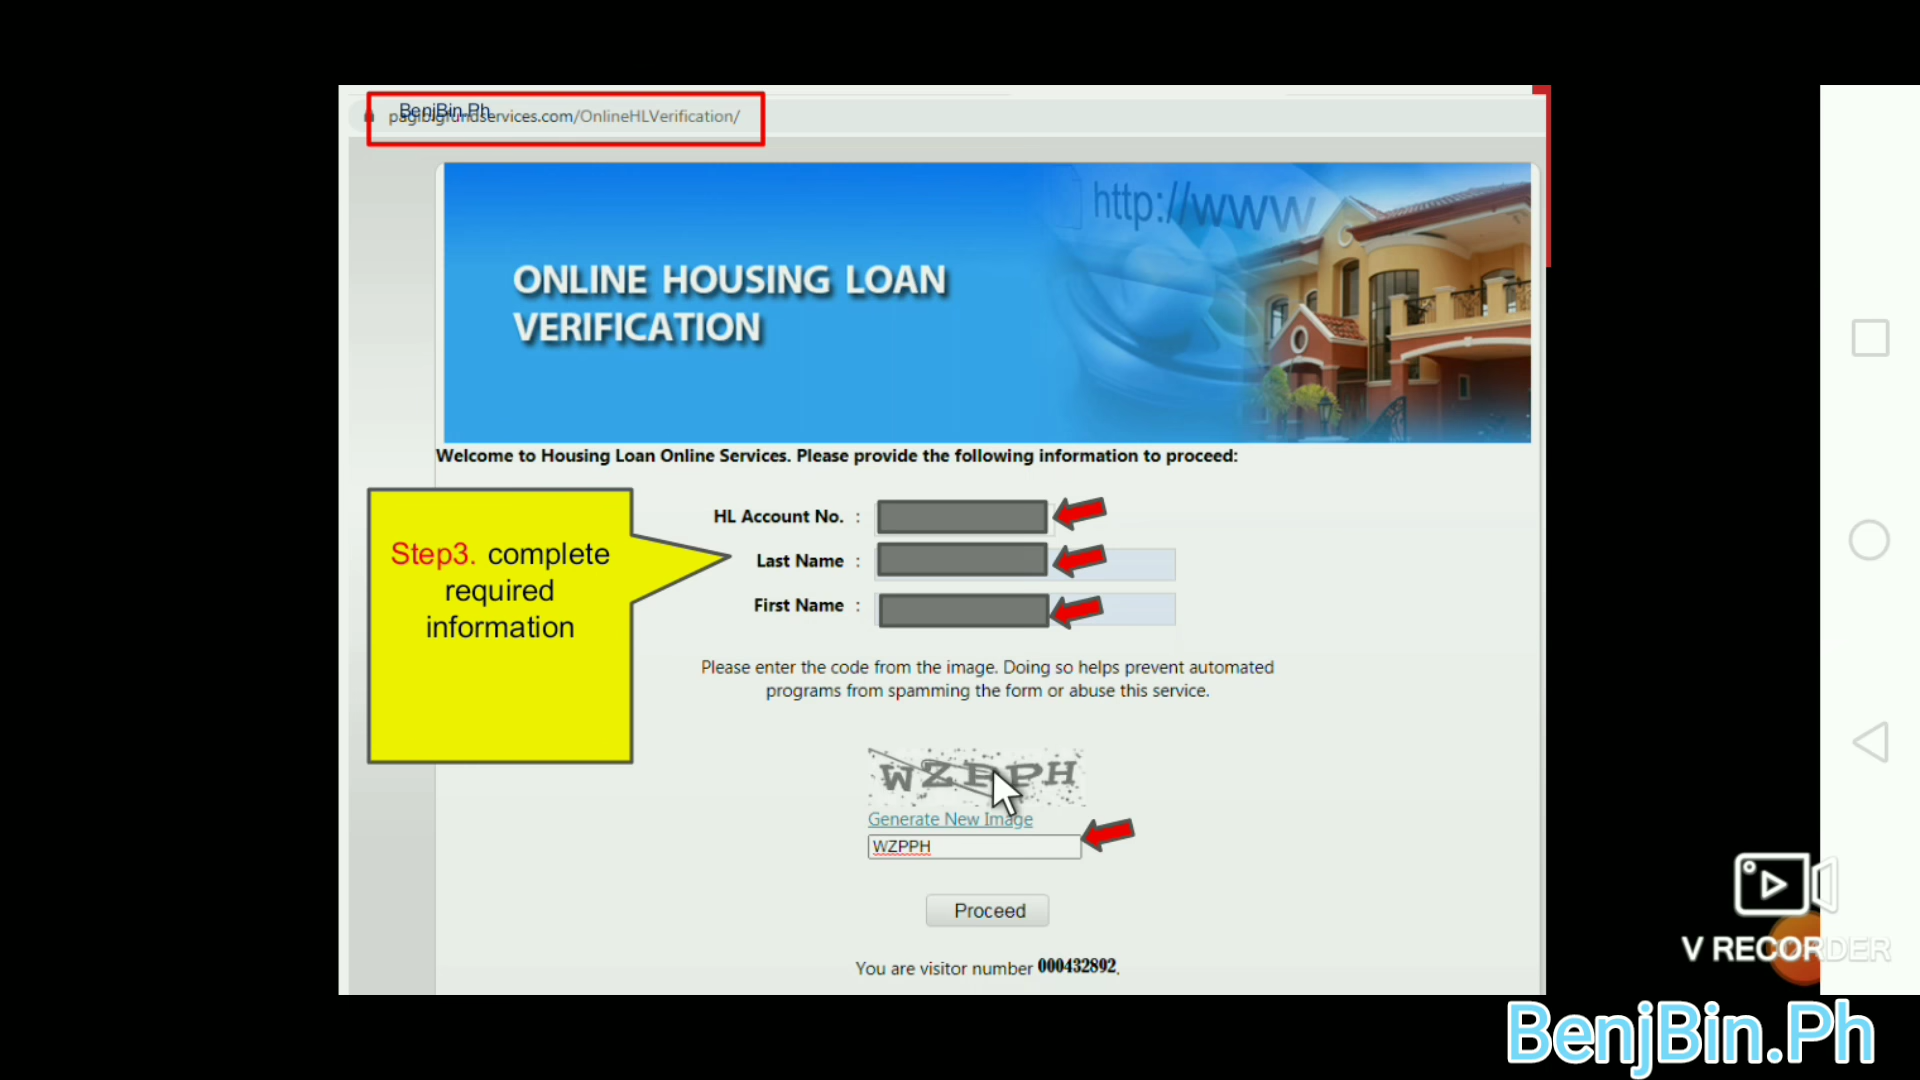 BenjBin.Ph
pagibigfundservices.com/OnlineHLVerification/
http://www
ONLINE HOUSING LOAN
VERIFICATION
Welcome to Housing Loan Online Services. Please provide the following information to proceed:
Step3. complete
required
information
HL Account No. :
Last Name :
First Name :
Please enter the code from the image. Doing so helps prevent automated
programs from spamming the form or abuse this service.
WZPPH
Generate New Image
WZPPH
Proceed
You are visitor number 000432892.
V RECORDER
BenjBin.Ph